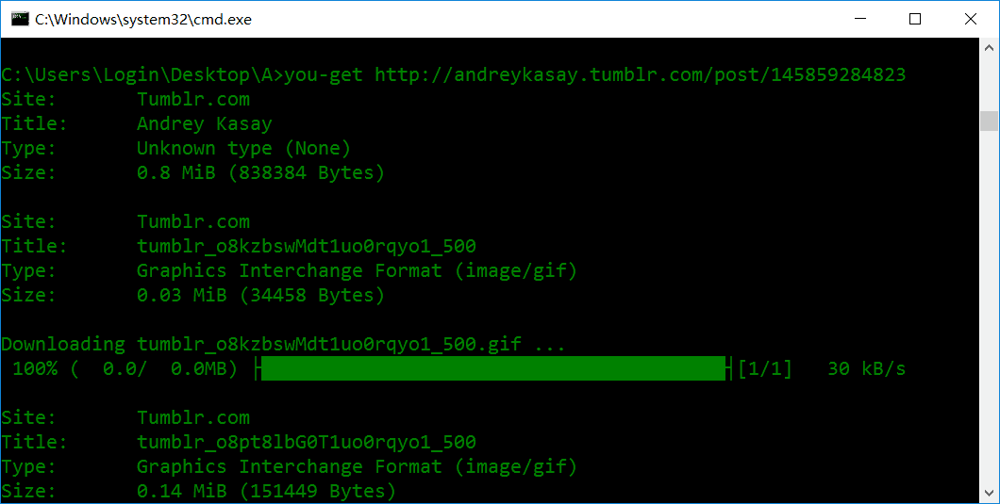 C:\Windows\system32\cmd.exe
C:\Users\Login\Desktop\A>you-get http://andreykasay.tumblr.com/post/145859284823
Site: Tumblr.com
Title: Andrey Kasay
Type: Unknown type (None)
Size: 0.8 MiB (838384 Bytes)
Site: Tumblr.com
Title: tumblr_o8kzbswMdt1uo0rqyo1_500
Type: Graphics Interchange Format (image/gif)
Size: 0.03 MiB (34458 Bytes)
Downloading tumblr_o8kzbswMdt1uo0rqyo1_500.gif ...
100% ( 0.0/ 0.0MB) ├████████████████████████████████████████┤[1/1] 30 kB/s
Site: Tumblr.com
Title: tumblr_o8pt8lbG0T1uo0rqyo1_500
Type: Graphics Interchange Format (image/gif)
Size: 0.14 MiB (151449 Bytes)